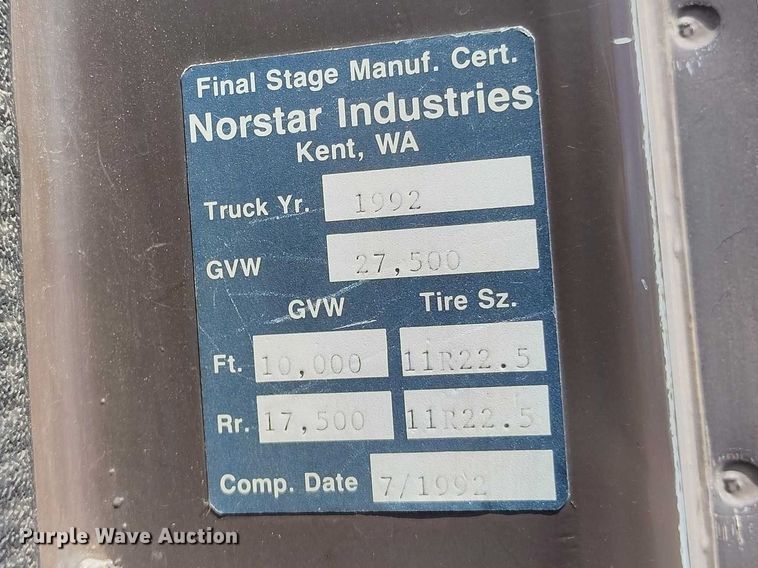 Final Stage Manuf. Cert.
Norstar Industries
Kent, WA
Truck Yr. 1992
GVW 27,500
GVW Tire Sz.
Ft. 10,000 11R22.5
Rr. 17,500 11R22.5
Comp. Date 7/1992
Purple Wave Auction